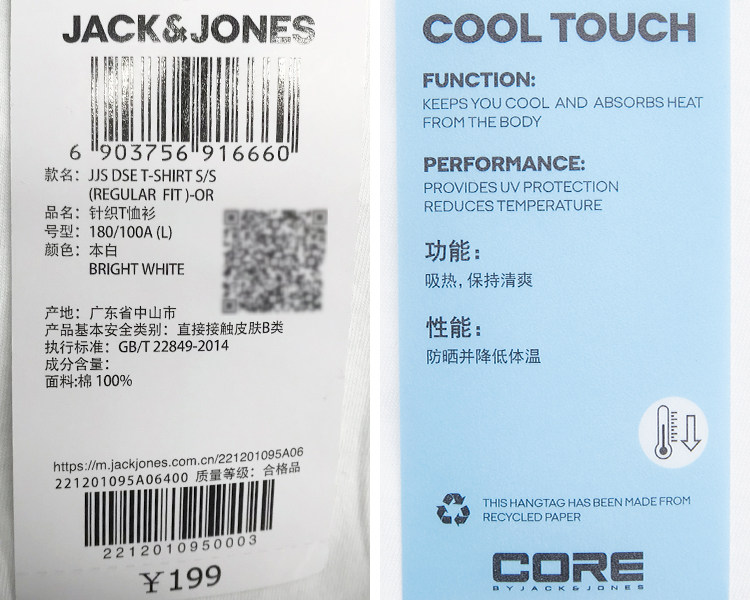 JACK&JONES
6 903756 916660
款名: JJS DSE T-SHIRT S/S
(REGULAR FIT )-OR
品名: 针织T恤衫
号型: 180/100A (L)
颜色: 本白
BRIGHT WHITE
产地: 广东省中山市
产品基本安全类别: 直接接触皮肤B类
执行标准: GB/T 22849-2014
成分含量:
面料:棉 100%
https://m.jackjones.com.cn/221201095A06
221201095A06400 质量等级: 合格品
2212010950003
¥199
COOL TOUCH
FUNCTION:
KEEPS YOU COOL AND ABSORBS HEAT
FROM THE BODY
PERFORMANCE:
PROVIDES UV PROTECTION
REDUCES TEMPERATURE
功能:
吸热, 保持清爽
性能:
防晒并降低体温
THIS HANGTAG HAS BEEN MADE FROM
RECYCLED PAPER
CORE
BY JACK & JONES